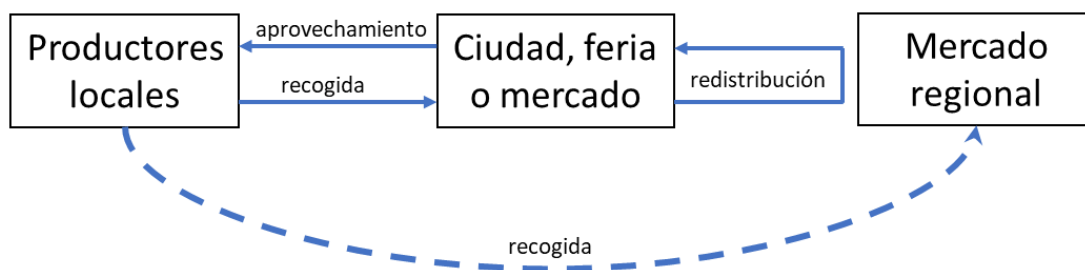 Productores
locales
aprovechamiento
recogida
Ciudad, feria
o mercado
redistribución
Mercado
regional
recogida